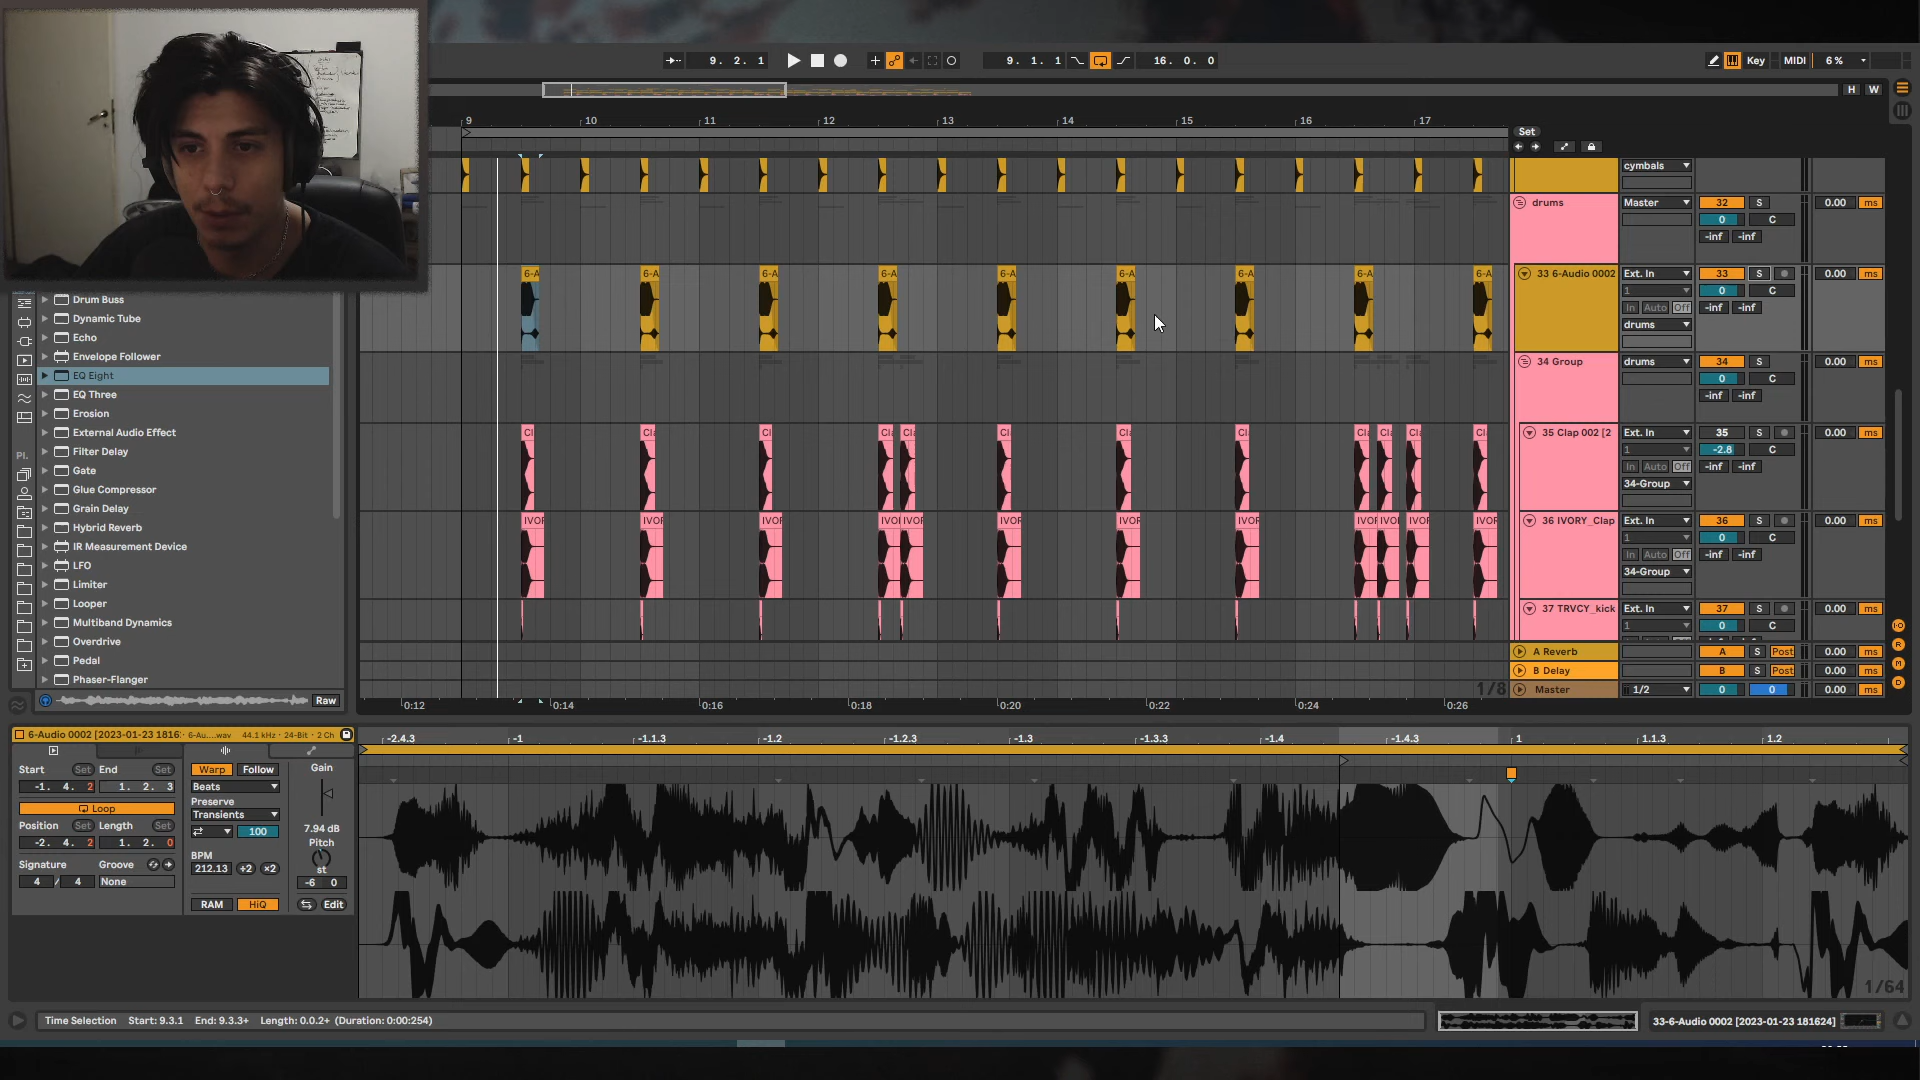 9. 2. 1
9. 1. 1
16. 0. 0
Key
MIDI
6 %
H
W
9 10 11 12 13 14 15 16 17
Set
cymbals
drums
Master
32
S
0.00
ms
0
C
-inf
-inf
6-A 6-A 6-A 6-A 6-A 6-A 6-A 6-A 6-A
33 6-Audio 0002
Ext. In
33
S
0.00
ms
1
0
C
In Auto Off
-inf
-inf
drums
34 Group
drums
34
S
0.00
ms
0
C
-inf
-inf
35 Clap 002 [2
Ext. In
35
S
0.00
ms
1
-2.8
C
In Auto Off
-inf
-inf
34-Group
36 IVORY_Clap
Ext. In
36
S
0.00
ms
1
0
C
In Auto Off
-inf
-inf
34-Group
37 TRVCY_kick
Ext. In
37
S
0.00
ms
1
0
C
A Reverb
A
S
Post
0.00
ms
B Delay
B
S
Post
0.00
ms
1/8
Master
1/2
0
0
0.00
ms
0:12 0:14 0:16 0:18 0:20 0:22 0:24 0:26
Drum Buss
Dynamic Tube
Echo
Envelope Follower
EQ Eight
EQ Three
Erosion
External Audio Effect
Filter Delay
Gate
Glue Compressor
Grain Delay
Hybrid Reverb
IR Measurement Device
LFO
Limiter
Looper
Multiband Dynamics
Overdrive
Pedal
Phaser-Flanger
Pl.
Raw
6-Audio 0002 [2023-01-23 1816
6-Au....wav
44.1 kHz · 24-Bit · 2 Ch
Start
Set
End
Set
-1. 4. 2
1. 2. 3
Loop
Position
Set
Length
Set
-2. 4. 2
1. 2. 0
Signature
Groove
4 / 4
None
Warp
Follow
Beats
Preserve
Transients
100
BPM
212.13
÷2
×2
RAM
HiQ
Gain
7.94 dB
Pitch
st
-6 0
Edit
-2.4.3 -1 -1.1.3 -1.2 -1.2.3 -1.3 -1.3.3 -1.4 -1.4.3 1 1.1.3 1.2
1/64
Time Selection Start: 9.3.1 End: 9.3.3+ Length: 0.0.2+ (Duration: 0:00:254)
33-6-Audio 0002 [2023-01-23 181624]